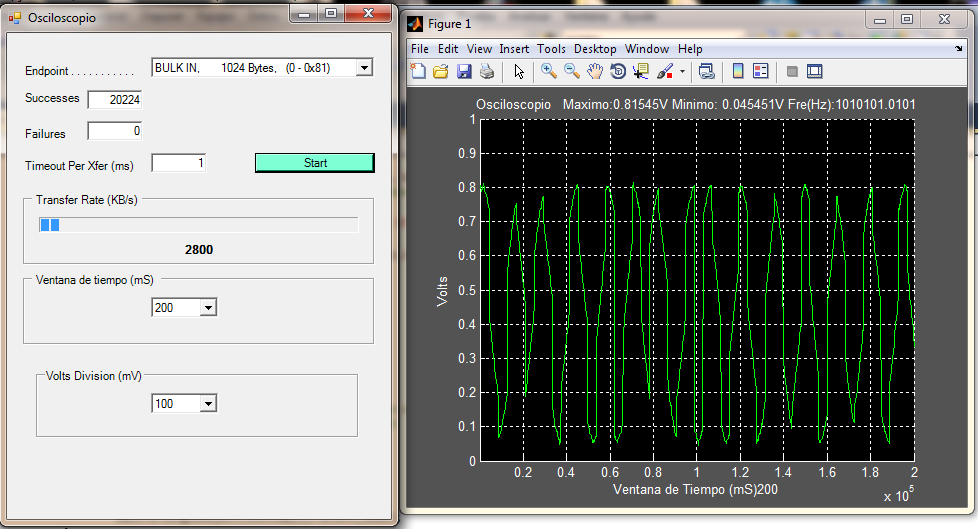 Osciloscopio
Endpoint . . . . . . . . . . . BULK IN, 1024 Bytes, (0 - 0x81)
Successes 20224
Failures 0
Timeout Per Xfer (ms) 1 Start
Transfer Rate (KB/s)
2800
Ventana de tiempo (mS)
200
Volts Division (mV)
100
Figure 1
File Edit View Insert Tools Desktop Window Help
Osciloscopio Maximo:0.81545V Minimo: 0.045451V Fre(Hz):1010101.0101
1
0.9
0.8
0.7
0.6
0.5
0.4
0.3
0.2
0.1
0
Volts
0.2 0.4 0.6 0.8 1 1.2 1.4 1.6 1.8 2
Ventana de Tiempo (mS)200
x 10^5